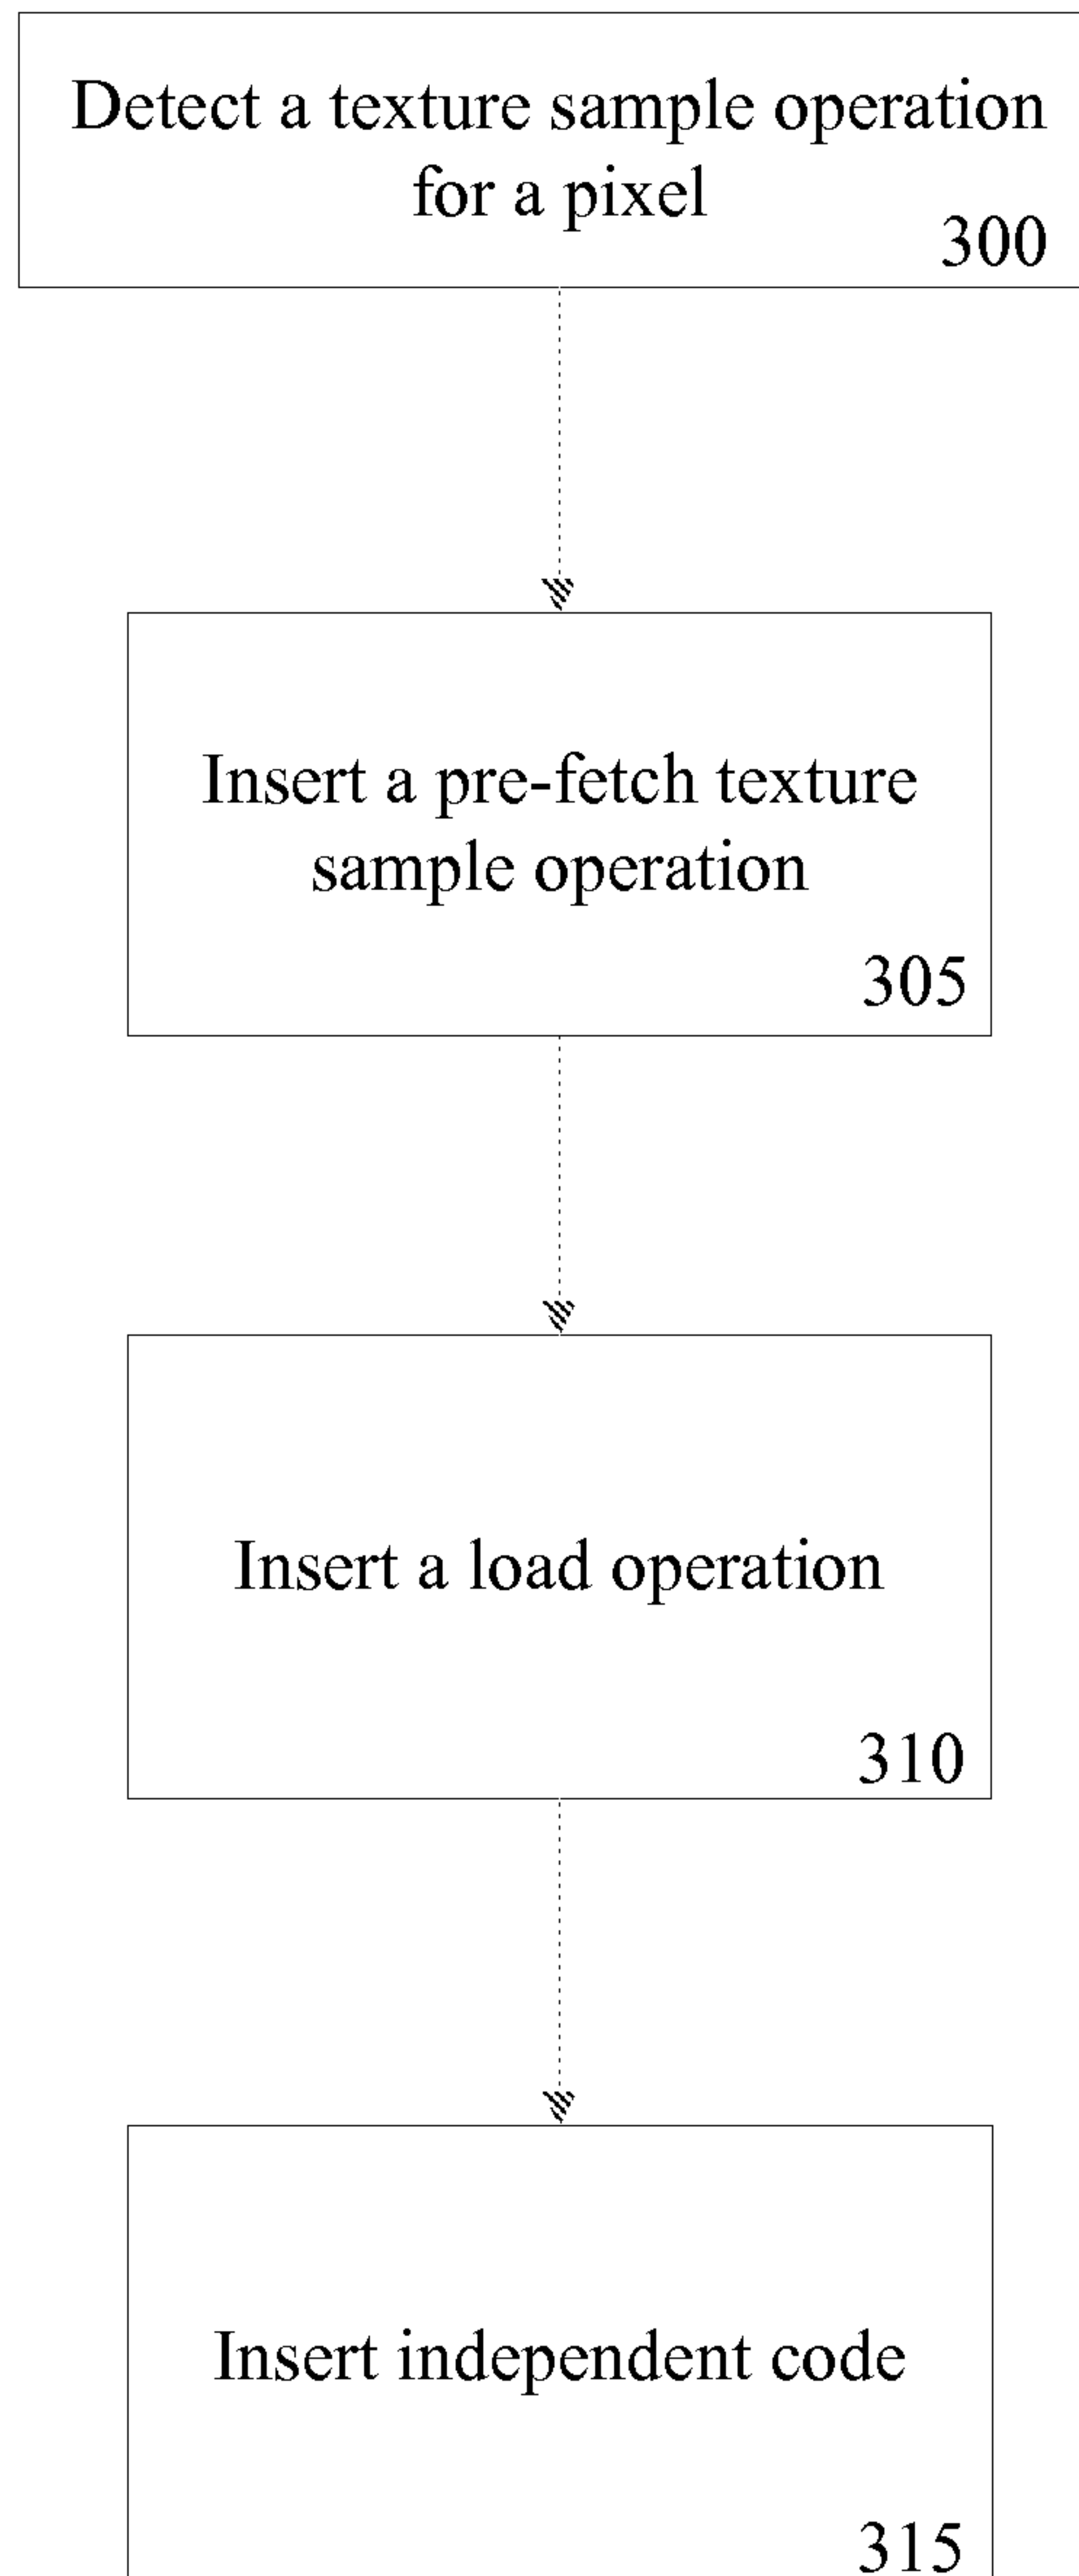 Detect a texture sample operation
for a pixel
300
Insert a pre-fetch texture
sample operation
305
Insert a load operation
310
Insert independent code
315